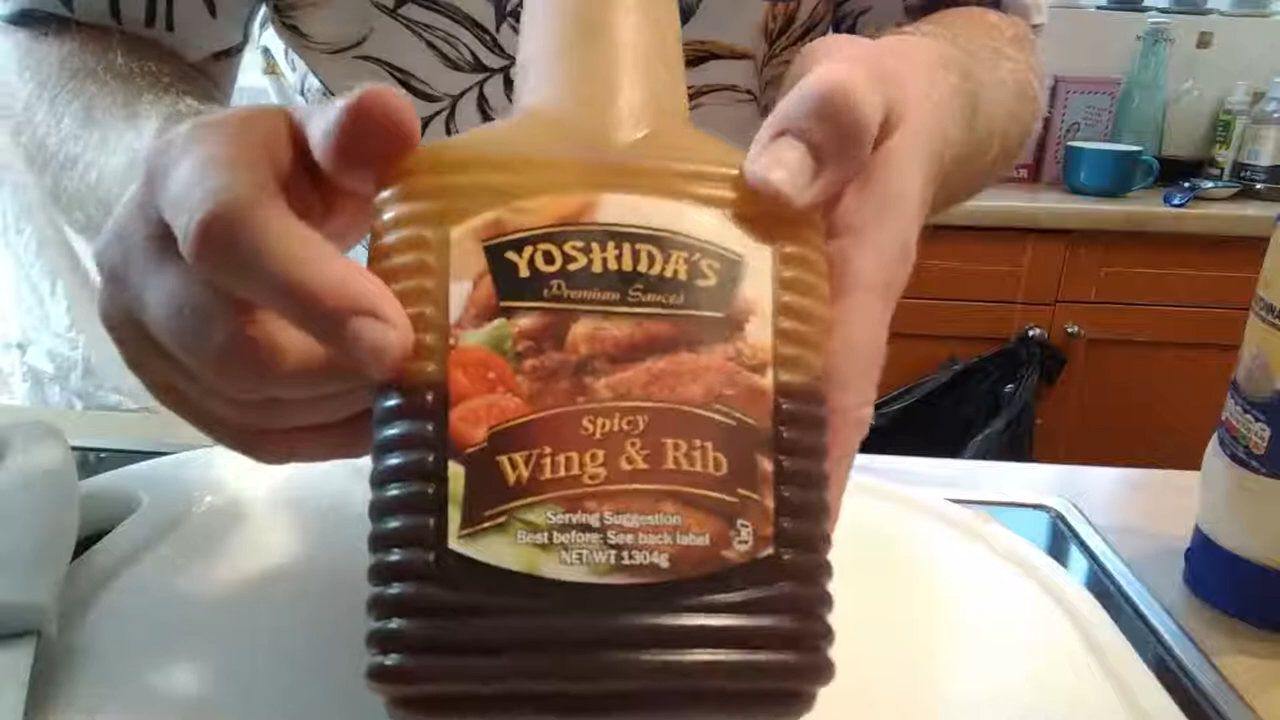 YOSHIDA'S
Premium Sauces
Spicy
Wing & Rib
Serving Suggestion
Best before: See back label
NET WT 1304g